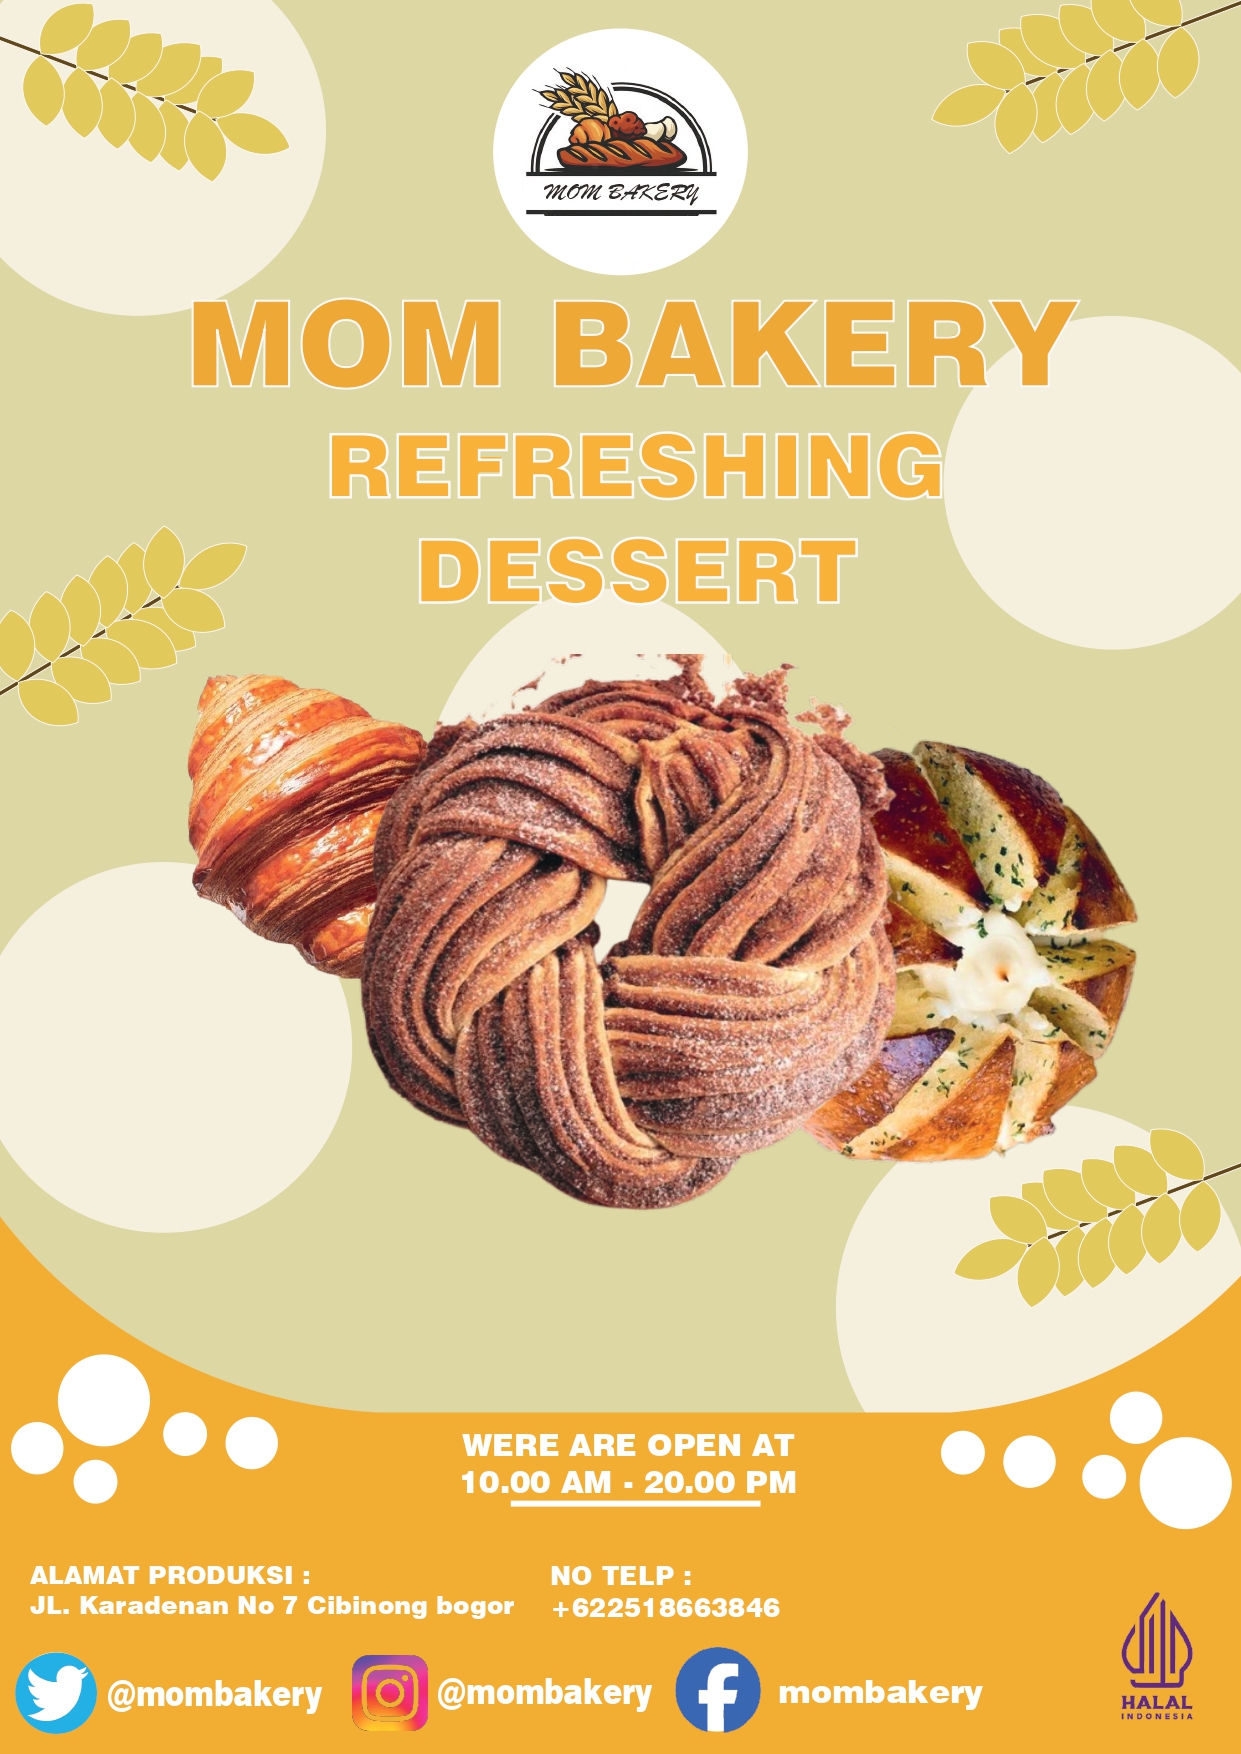 MOM BAKERY
MOM BAKERY
REFRESHING
DESSERT
WERE ARE OPEN AT
10.00 AM - 20.00 PM
ALAMAT PRODUKSI :
JL. Karadenan No 7 Cibinong bogor
NO TELP :
+622518663846
@mombakery
@mombakery
mombakery
HALAL
INDONESIA